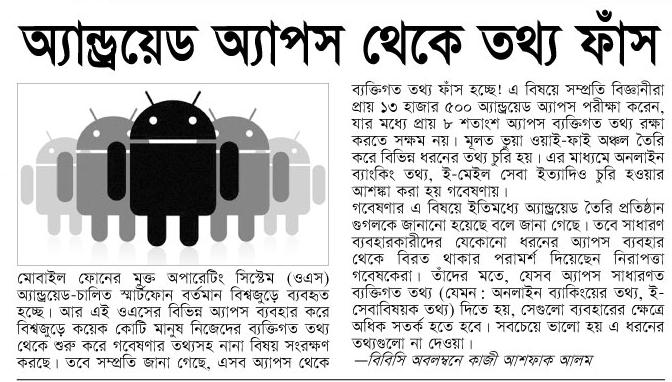 অ্যান্ড্রয়েড অ্যাপস থেকে তথ্য ফাঁস
মোবাইল ফোনের মুক্ত অপারেটিং সিস্টেম (ওএস)
অ্যান্ড্রয়েড-চালিত স্মার্টফোন বর্তমান বিশ্বজুড়ে ব্যবহৃত
হচ্ছে। আর এই ওএসের বিভিন্ন অ্যাপস ব্যবহার করে
বিশ্বজুড়ে কয়েক কোটি মানুষ নিজেদের ব্যক্তিগত তথ্য
থেকে শুরু করে গবেষণার তথ্যসহ নানা বিষয় সংরক্ষণ
করছে। তবে সম্প্রতি জানা গেছে, এসব অ্যাপস থেকে
ব্যক্তিগত তথ্য ফাঁস হচ্ছে! এ বিষয়ে সম্প্রতি বিজ্ঞানীরা
প্রায় ১৩ হাজার ৫০০ অ্যান্ড্রয়েড অ্যাপস পরীক্ষা করেন,
যার মধ্যে প্রায় ৮ শতাংশ অ্যাপস ব্যক্তিগত তথ্য রক্ষা
করতে সক্ষম নয়। মূলত ভুয়া ওয়াই-ফাই অঞ্চল তৈরি
করে বিভিন্ন ধরনের তথ্য চুরি হয়। এর মাধ্যমে অনলাইন
ব্যাংকিং তথ্য, ই-মেইল সেবা ইত্যাদিও চুরি হওয়ার
আশঙ্কা করা হয় গবেষণায়।
গবেষণার এ বিষয়ে ইতিমধ্যে অ্যান্ড্রয়েড তৈরি প্রতিষ্ঠান
গুগলকে জানানো হয়েছে বলে জানা গেছে। তবে সাধারণ
ব্যবহারকারীদের যেকোনো ধরনের অ্যাপস ব্যবহার
থেকে বিরত থাকার পরামর্শ দিয়েছেন নিরাপত্তা
গবেষকেরা। তাঁদের মতে, যেসব অ্যাপস সাধারণত
ব্যক্তিগত তথ্য (যেমন : অনলাইন ব্যাকিংয়ের তথ্য, ই-
সেবাবিষয়ক তথ্য) দিতে হয়, সেগুলো ব্যবহারের ক্ষেত্রে
অধিক সতর্ক হতে হবে। সবচেয়ে ভালো হয় এ ধরনের
তথ্যগুলো না দেওয়া।
—বিবিসি অবলম্বনে কাজী আশফাক আলম